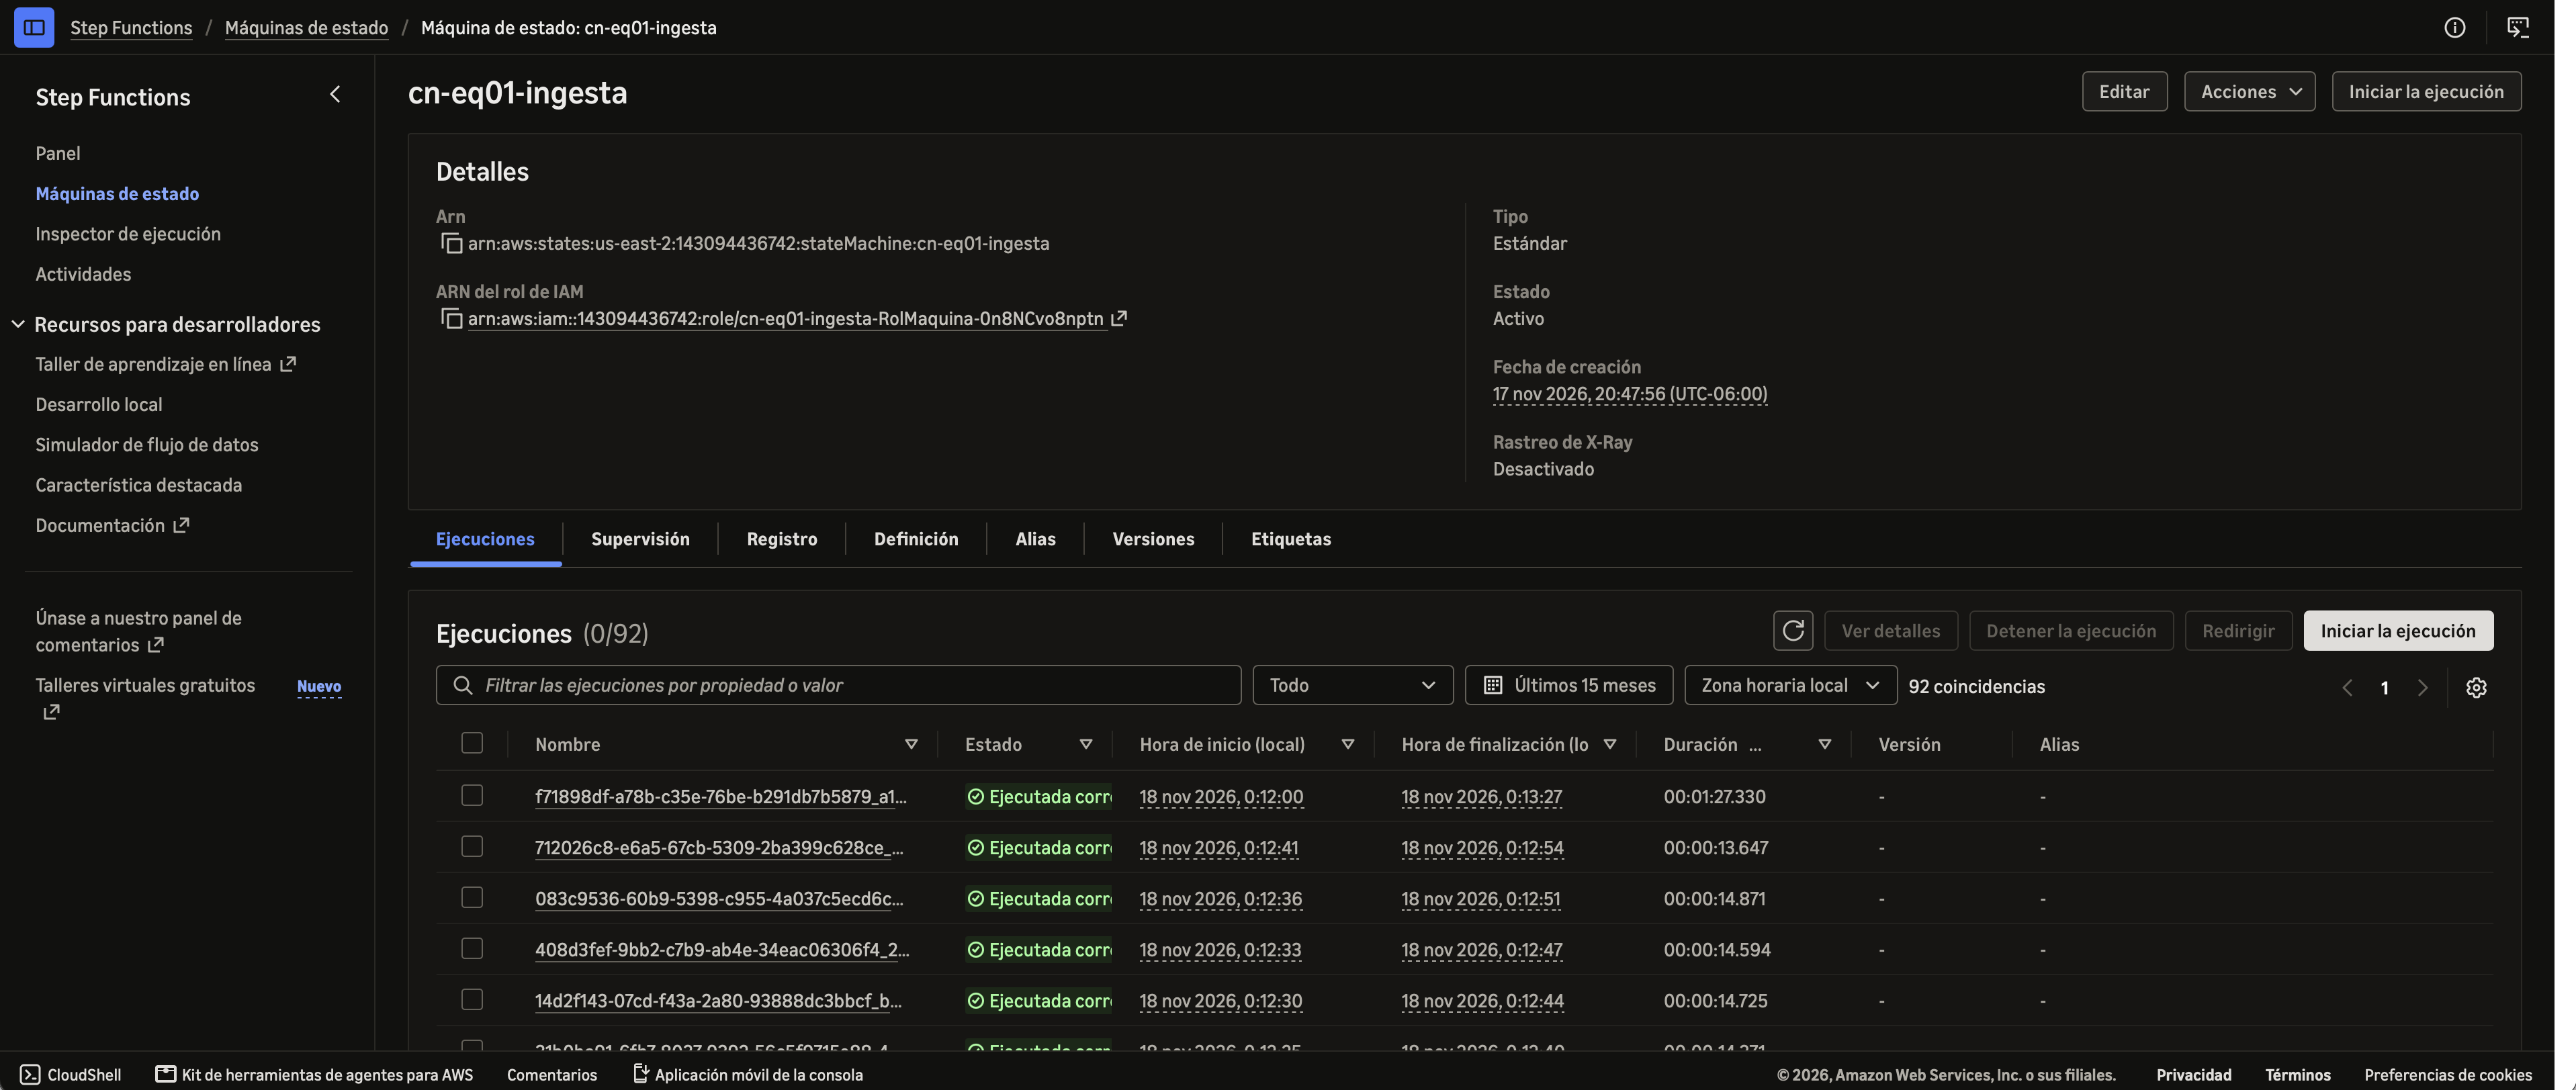 Step Functions / Máquinas de estado / Máquina de estado: cn-eq01-ingesta
Step Functions
Panel
Máquinas de estado
Inspector de ejecución
Actividades
Recursos para desarrolladores
Taller de aprendizaje en línea
Desarrollo local
Simulador de flujo de datos
Característica destacada
Documentación
Únase a nuestro panel de
comentarios
Talleres virtuales gratuitos Nuevo
cn-eq01-ingesta
Editar Acciones Iniciar la ejecución
Detalles
Arn
arn:aws:states:us-east-2:143094436742:stateMachine:cn-eq01-ingesta
ARN del rol de IAM
arn:aws:iam::143094436742:role/cn-eq01-ingesta-RolMaquina-0n8NCvo8nptn
Tipo
Estándar
Estado
Activo
Fecha de creación
17 nov 2026, 20:47:56 (UTC-06:00)
Rastreo de X-Ray
Desactivado
Ejecuciones Supervisión Registro Definición Alias Versiones Etiquetas
Ejecuciones (0/92)
Ver detalles Detener la ejecución Redirigir Iniciar la ejecución
Filtrar las ejecuciones por propiedad o valor Todo Últimos 15 meses Zona horaria local 92 coincidencias 1
Nombre Estado Hora de inicio (local) Hora de finalización (lo Duración ... Versión Alias
f71898df-a78b-c35e-76be-b291db7b5879_a1... Ejecutada corr 18 nov 2026, 0:12:00 18 nov 2026, 0:13:27 00:01:27.330 - -
712026c8-e6a5-67cb-5309-2ba399c628ce_... Ejecutada corr 18 nov 2026, 0:12:41 18 nov 2026, 0:12:54 00:00:13.647 - -
083c9536-60b9-5398-c955-4a037c5ecd6c... Ejecutada corr 18 nov 2026, 0:12:36 18 nov 2026, 0:12:51 00:00:14.871 - -
408d3fef-9bb2-c7b9-ab4e-34eac06306f4_2... Ejecutada corr 18 nov 2026, 0:12:33 18 nov 2026, 0:12:47 00:00:14.594 - -
14d2f143-07cd-f43a-2a80-93888dc3bbcf_b... Ejecutada corr 18 nov 2026, 0:12:30 18 nov 2026, 0:12:44 00:00:14.725 - -
CloudShell Kit de herramientas de agentes para AWS Comentarios Aplicación móvil de la consola © 2026, Amazon Web Services, Inc. o sus filiales. Privacidad Términos Preferencias de cookies